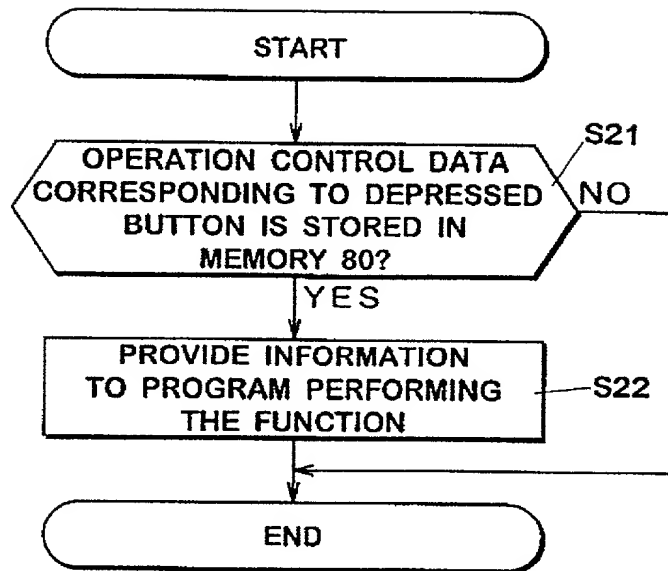 START
S21
OPERATION CONTROL DATA
CORRESPONDING TO DEPRESSED
BUTTON IS STORED IN
MEMORY 80?
NO
YES
PROVIDE INFORMATION
TO PROGRAM PERFORMING
THE FUNCTION
S22
END